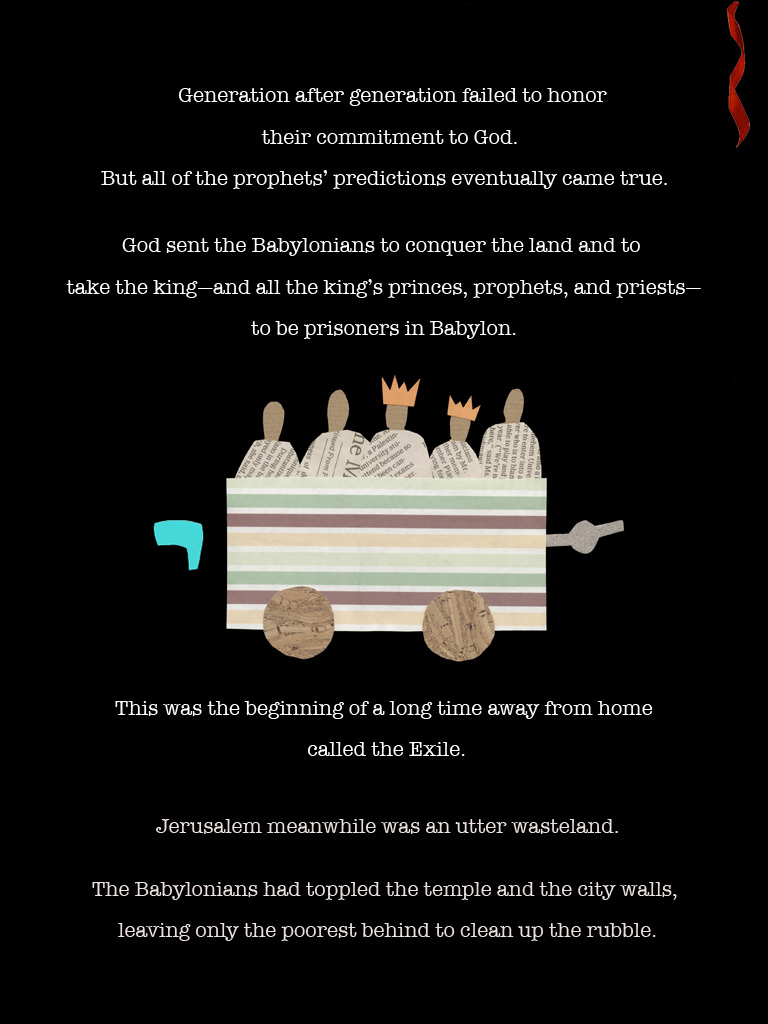 Generation after generation failed to honor
their commitment to God.
But all of the prophets’ predictions eventually came true.
God sent the Babylonians to conquer the land and to
take the king—and all the king’s princes, prophets, and priests—
to be prisoners in Babylon.
This was the beginning of a long time away from home
called the Exile.
Jerusalem meanwhile was an utter wasteland.
The Babylonians had toppled the temple and the city walls,
leaving only the poorest behind to clean up the rubble.